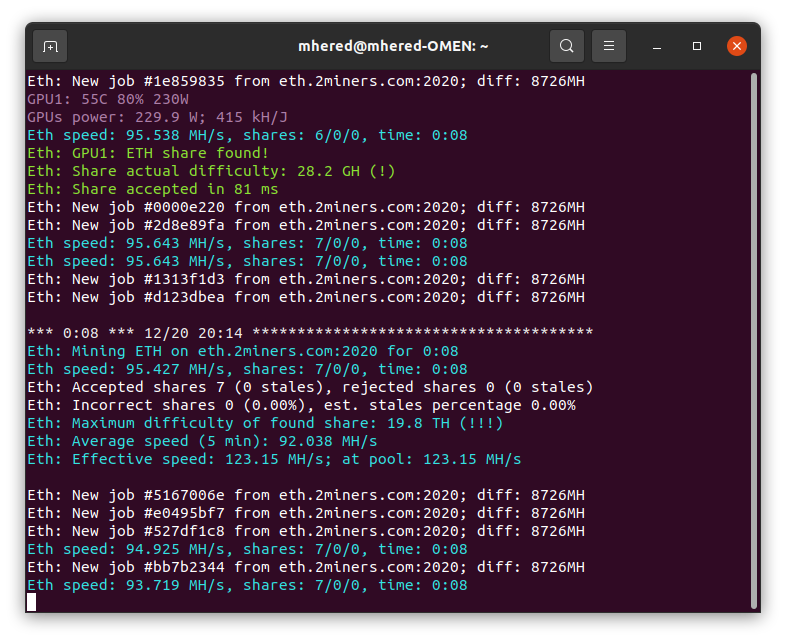 mhered@mhered-OMEN: ~
Eth: New job #1e859835 from eth.2miners.com:2020; diff: 8726MH
GPU1: 55C 80% 230W
GPUs power: 229.9 W; 415 kH/J
Eth speed: 95.538 MH/s, shares: 6/0/0, time: 0:08
Eth: GPU1: ETH share found!
Eth: Share actual difficulty: 28.2 GH (!)
Eth: Share accepted in 81 ms
Eth: New job #0000e220 from eth.2miners.com:2020; diff: 8726MH
Eth: New job #2d8e89fa from eth.2miners.com:2020; diff: 8726MH
Eth speed: 95.643 MH/s, shares: 7/0/0, time: 0:08
Eth speed: 95.643 MH/s, shares: 7/0/0, time: 0:08
Eth: New job #1313f1d3 from eth.2miners.com:2020; diff: 8726MH
Eth: New job #d123dbea from eth.2miners.com:2020; diff: 8726MH
*** 0:08 *** 12/20 20:14 **************************************
Eth: Mining ETH on eth.2miners.com:2020 for 0:08
Eth speed: 95.427 MH/s, shares: 7/0/0, time: 0:08
Eth: Accepted shares 7 (0 stales), rejected shares 0 (0 stales)
Eth: Incorrect shares 0 (0.00%), est. stales percentage 0.00%
Eth: Maximum difficulty of found share: 19.8 TH (!!!)
Eth: Average speed (5 min): 92.038 MH/s
Eth: Effective speed: 123.15 MH/s; at pool: 123.15 MH/s
Eth: New job #5167006e from eth.2miners.com:2020; diff: 8726MH
Eth: New job #e0495bf7 from eth.2miners.com:2020; diff: 8726MH
Eth: New job #527df1c8 from eth.2miners.com:2020; diff: 8726MH
Eth speed: 94.925 MH/s, shares: 7/0/0, time: 0:08
Eth: New job #bb7b2344 from eth.2miners.com:2020; diff: 8726MH
Eth speed: 93.719 MH/s, shares: 7/0/0, time: 0:08